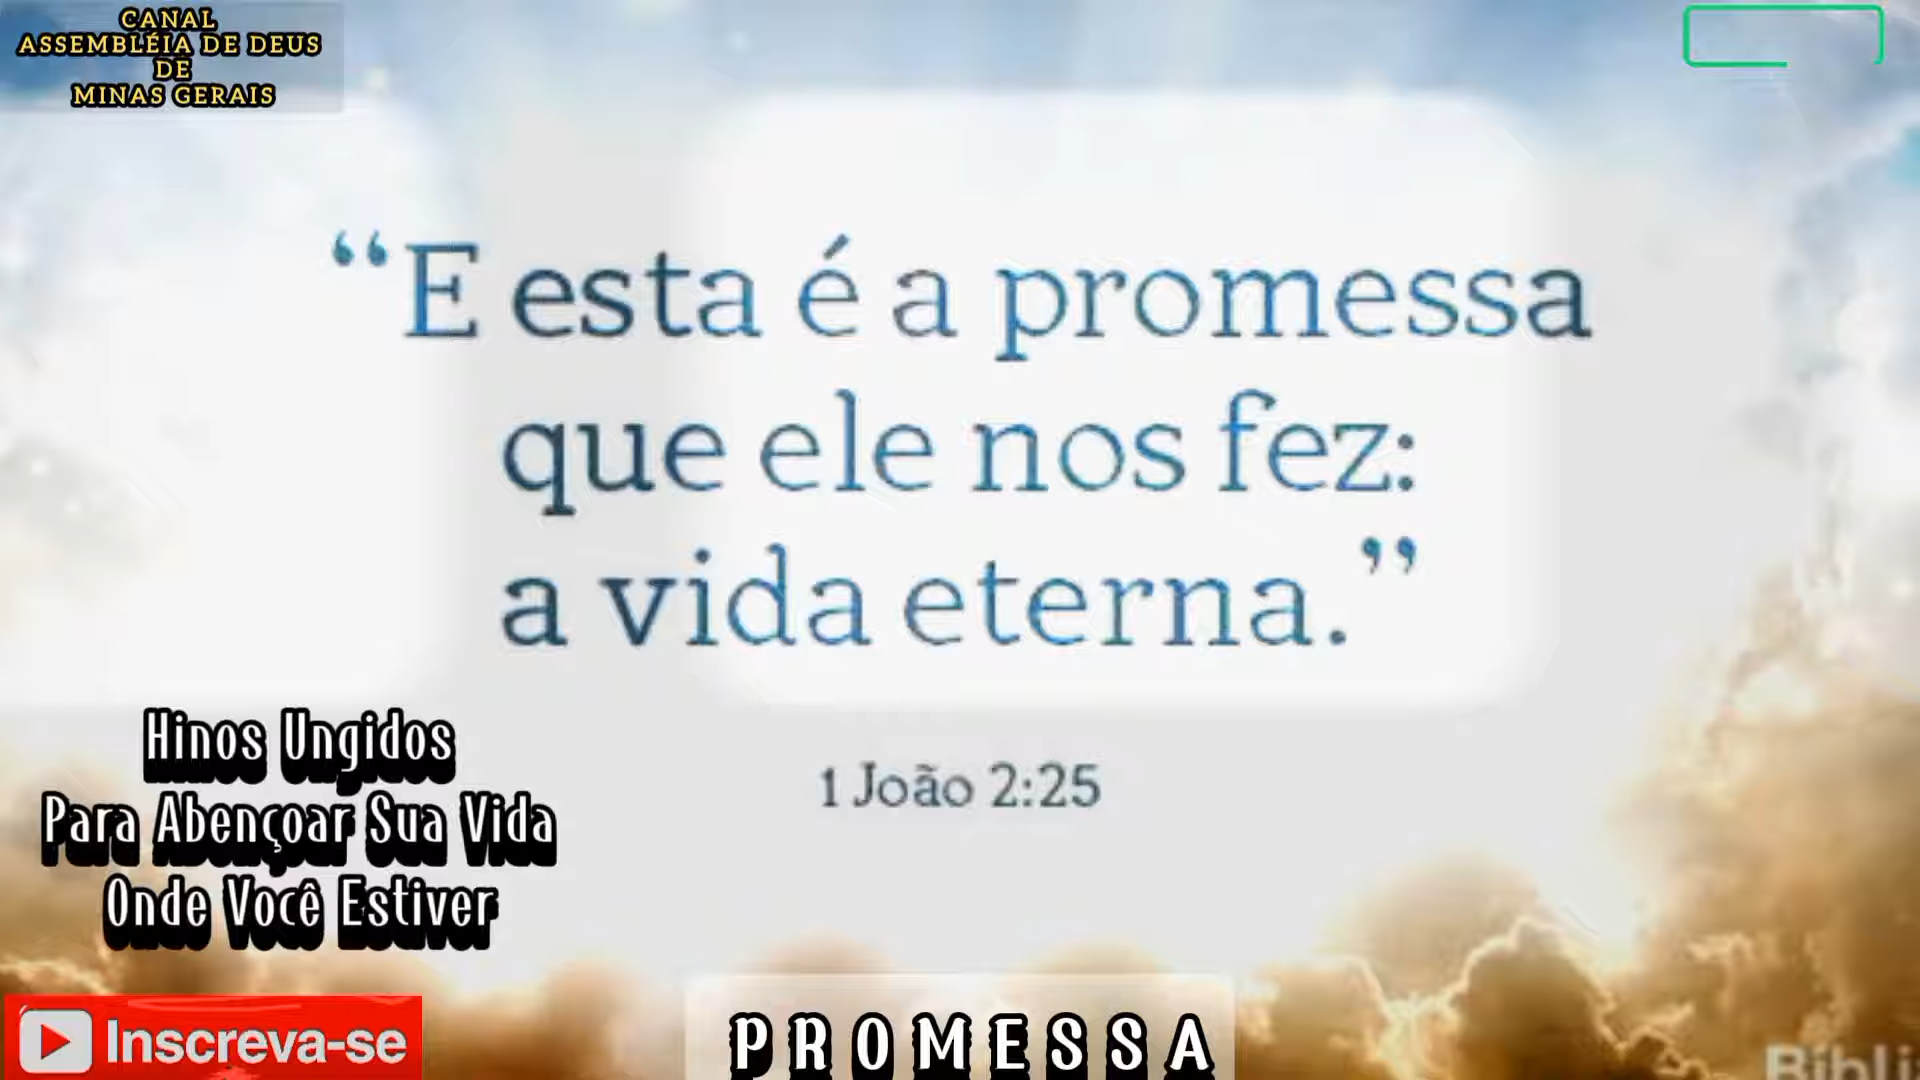 CANAL
ASSEMBLÉIA DE DEUS
DE
MINAS GERAIS
“E esta é a promessa
que ele nos fez:
a vida eterna.”
1 João 2:25
Hinos Ungidos
Para Abençoar Sua Vida
Onde Você Estiver
Inscreva-se
PROMESSA